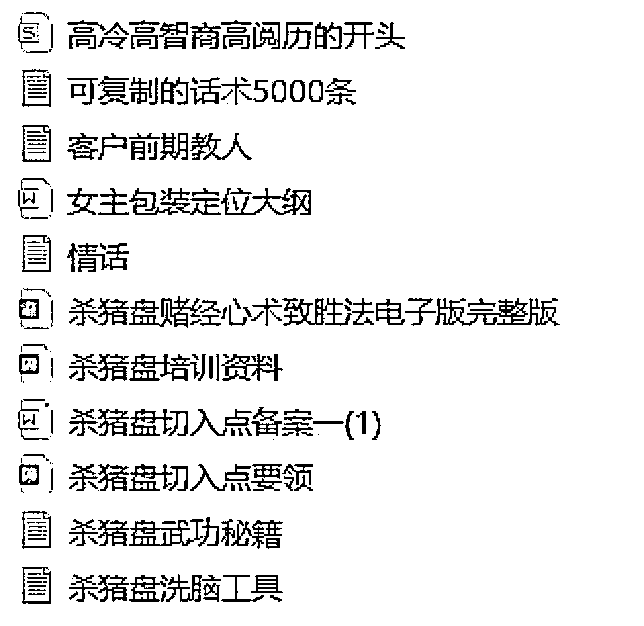 高冷高智商高阅历的开头
可复制的话术5000条
客户前期教人
女主包装定位大纲
情话
杀猪盘赌经心术致胜法电子版完整版
杀猪盘培训资料
杀猪盘切入点备案一(1)
杀猪盘切入点要领
杀猪盘武功秘籍
杀猪盘洗脑工具